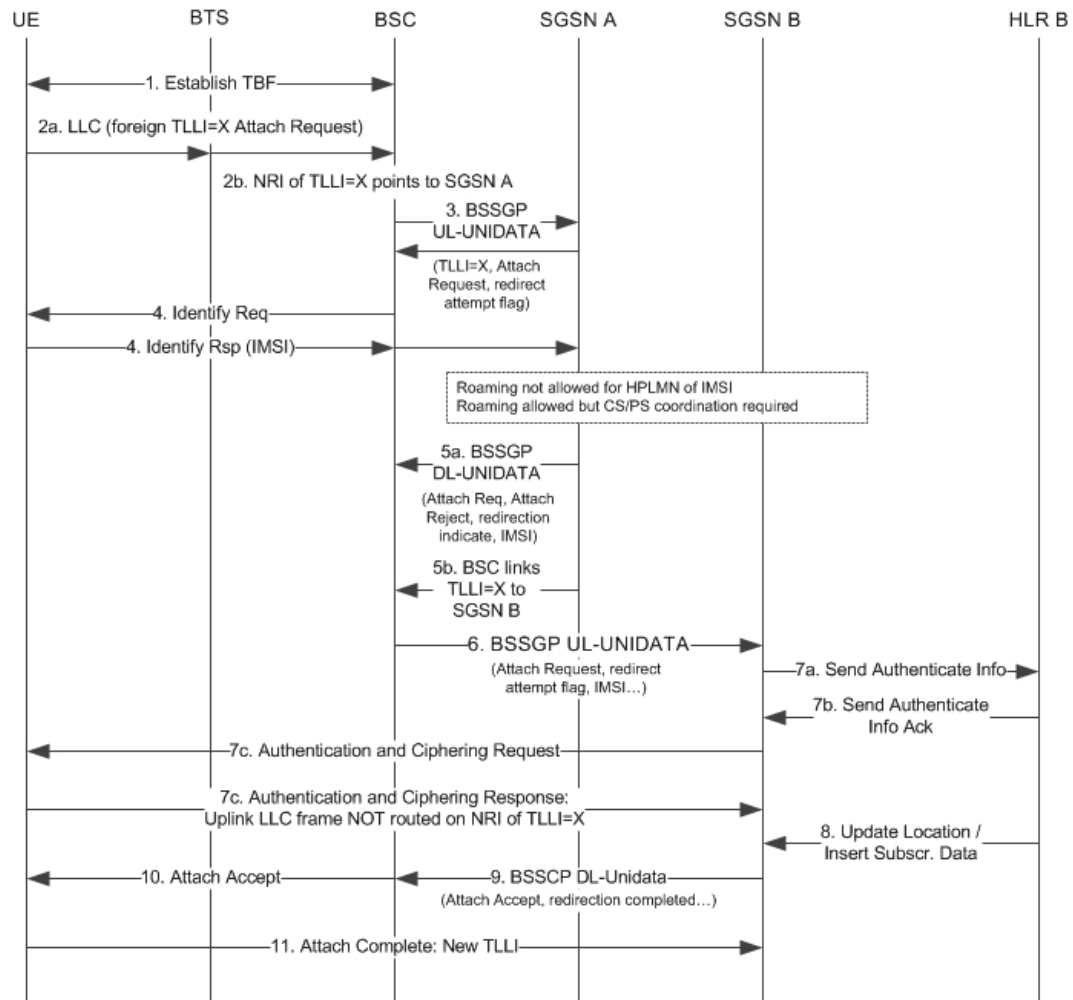 UE
BTS
BSC
SGSN A
SGSN B
HLR B
1. Establish TBF
2a. LLC (foreign TLLI=X Attach Request)
2b. NRI of TLLI=X points to SGSN A
3. BSSGP
UL-UNIDATA
(TLLI=X, Attach
Request, redirect
attempt flag)
4. Identify Req
4. Identify Rsp (IMSI)
Roaming not allowed for HPLMN of IMSI
Roaming allowed but CS/PS coordination required
5a. BSSGP
DL-UNIDATA
(Attach Req, Attach
Reject, redirection
indicate, IMSI)
5b. BSC links
TLLI=X to
SGSN B
6. BSSGP UL-UNIDATA
(Attach Request, redirect
attempt flag, IMSI...)
7a. Send Authenticate Info
7b. Send Authenticate
Info Ack
7c. Authentication and Ciphering Request
7c. Authentication and Ciphering Response:
Uplink LLC frame NOT routed on NRI of TLLI=X
8. Update Location /
Insert Subscr. Data
10. Attach Accept
9. BSSCP DL-Unidata
(Attach Accept, redirection completed...)
11. Attach Complete: New TLLI